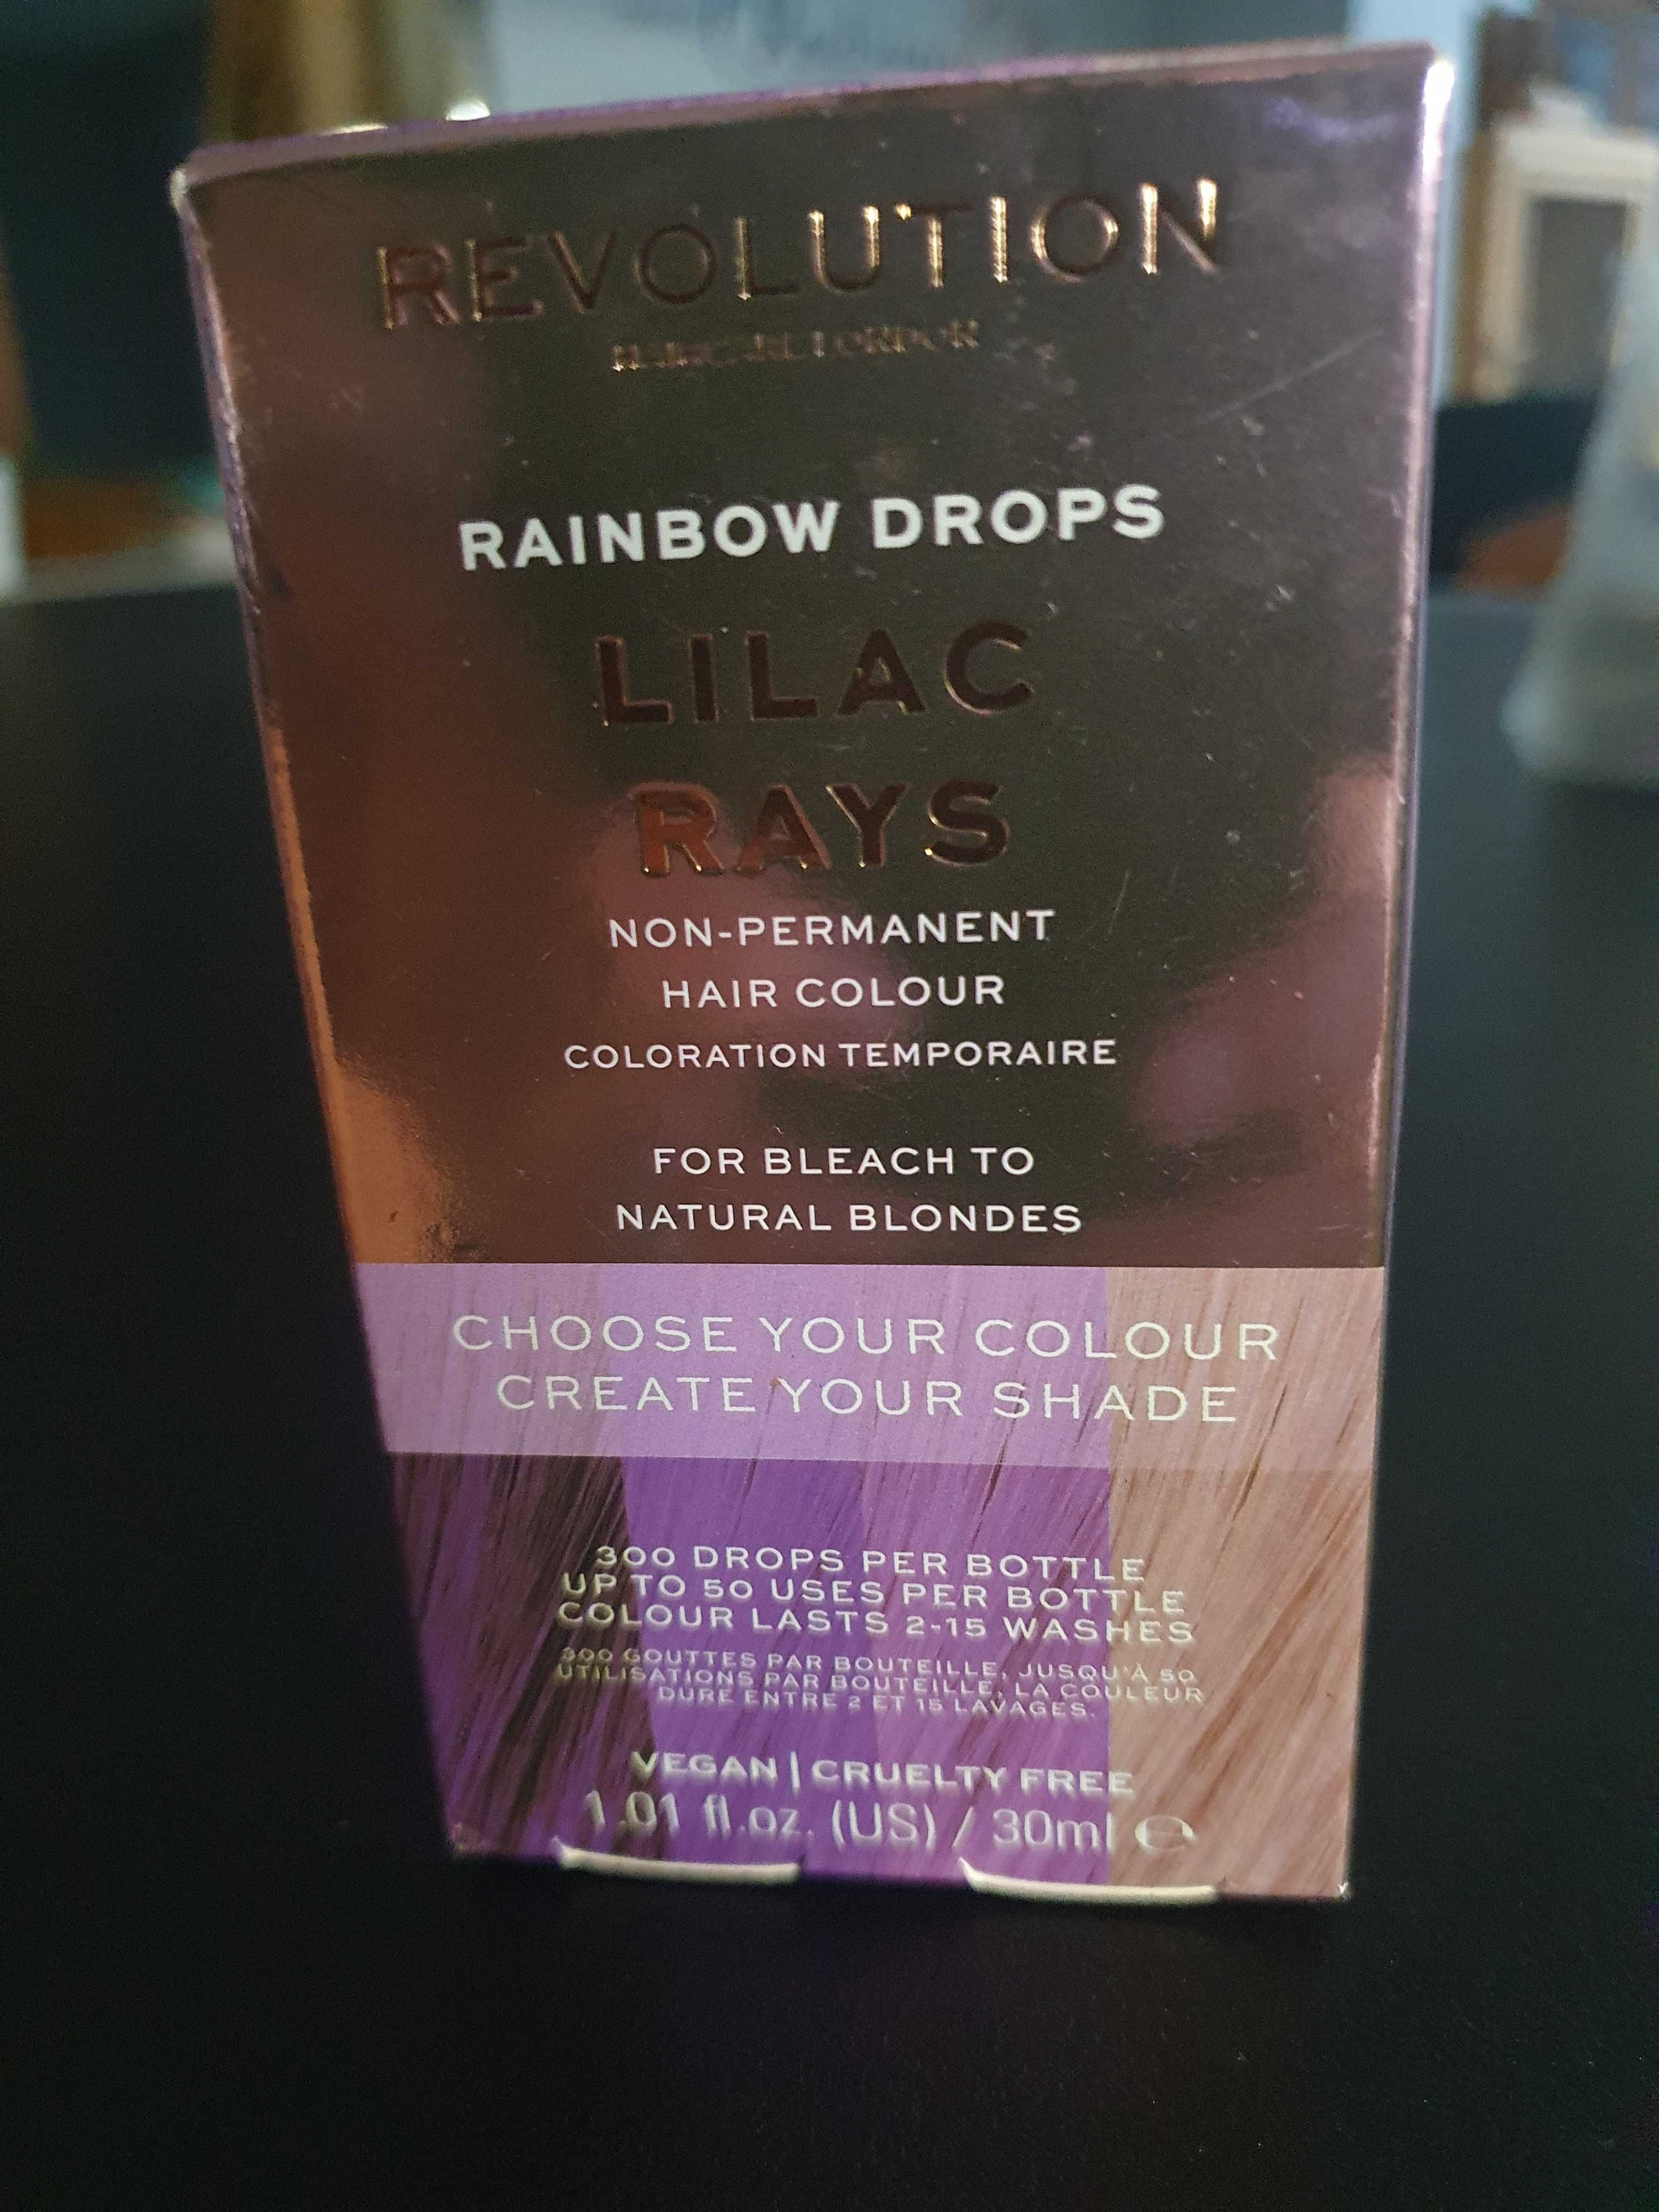 REVOLUTION
HAIRCARE LONDON
RAINBOW DROPS
LILAC
RAYS
NON-PERMANENT
HAIR COLOUR
COLORATION TEMPORAIRE
FOR BLEACH TO
NATURAL BLONDES
CHOOSE YOUR COLOUR
CREATE YOUR SHADE
300 DROPS PER BOTTLE
UP TO 50 USES PER BOTTLE
COLOUR LASTS 2-15 WASHES
300 GOUTTES PAR BOUTEILLE, JUSQU'À 50
UTILISATIONS PAR BOUTEILLE, LA COULEUR
DURE ENTRE 2 ET 15 LAVAGES.
VEGAN | CRUELTY FREE
1.01 fl.oz. (US) / 30ml ℮